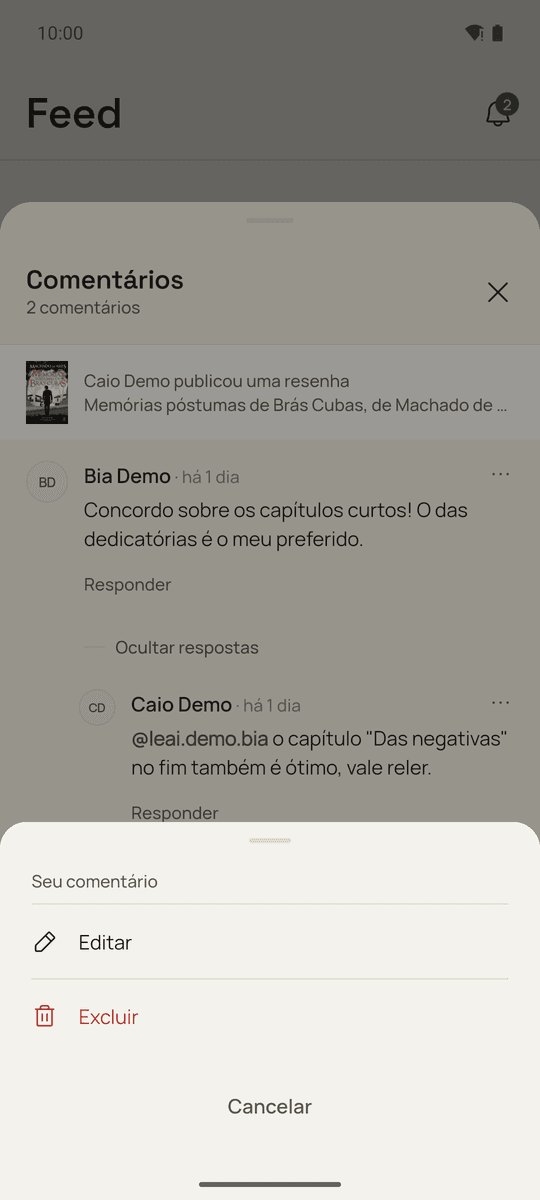 10:00
Feed
2
Comentários
2 comentários
Caio Demo publicou uma resenha
Memórias póstumas de Brás Cubas, de Machado de ...
BD
Bia Demo · há 1 dia
Concordo sobre os capítulos curtos! O das
dedicatórias é o meu preferido.
Responder
Ocultar respostas
CD
Caio Demo · há 1 dia
@leai.demo.bia o capítulo "Das negativas"
no fim também é ótimo, vale reler.
Responder
Seu comentário
Editar
Excluir
Cancelar